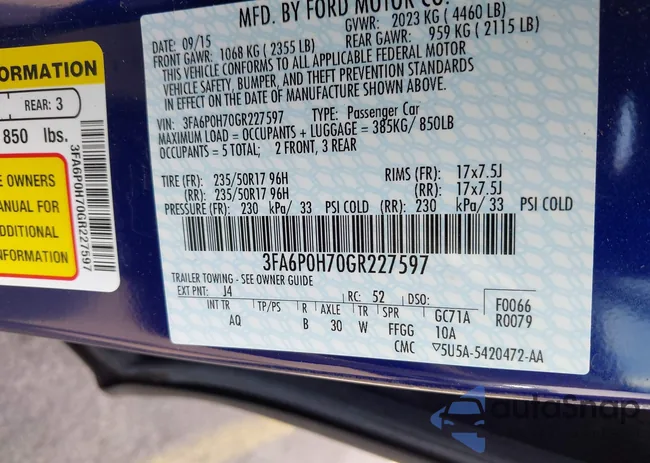 MFD. BY FORD MOTOR CO.
DATE: 09/15 GVWR: 2023 KG ( 4460 LB)
FRONT GAWR: 1068 KG ( 2355 LB) REAR GAWR: 959 KG ( 2115 LB)
THIS VEHICLE CONFORMS TO ALL APPLICABLE FEDERAL MOTOR
VEHICLE SAFETY, BUMPER, AND THEFT PREVENTION STANDARDS
IN EFFECT ON THE DATE OF MANUFACTURE SHOWN ABOVE.
VIN: 3FA6P0H70GR227597 TYPE: Passenger Car
MAXIMUM LOAD = OCCUPANTS + LUGGAGE = 385KG/ 850LB
OCCUPANTS = 5 TOTAL; 2 FRONT, 3 REAR
TIRE (FR): 235/50R17 96H RIMS (FR): 17x7.5J
(RR): 235/50R17 96H (RR): 17x7.5J
PRESSURE (FR): 230 kPa/ 33 PSI COLD (RR): 230 kPa/ 33 PSI COLD
3FA6P0H70GR227597
TRAILER TOWING - SEE OWNER GUIDE
EXT PNT: J4 RC: 52 DSO: F0066
R0079
INT TR TP/PS R AXLE TR SPR GC71A
AQ B 30 W FFGG 10A
CMC ▽5U5A-5420472-AA
ORMATION
REAR: 3
850 lbs.
E OWNERS
ANUAL FOR
DDITIONAL
NFORMATION
3FA6P0H70GR227597
autoSnap